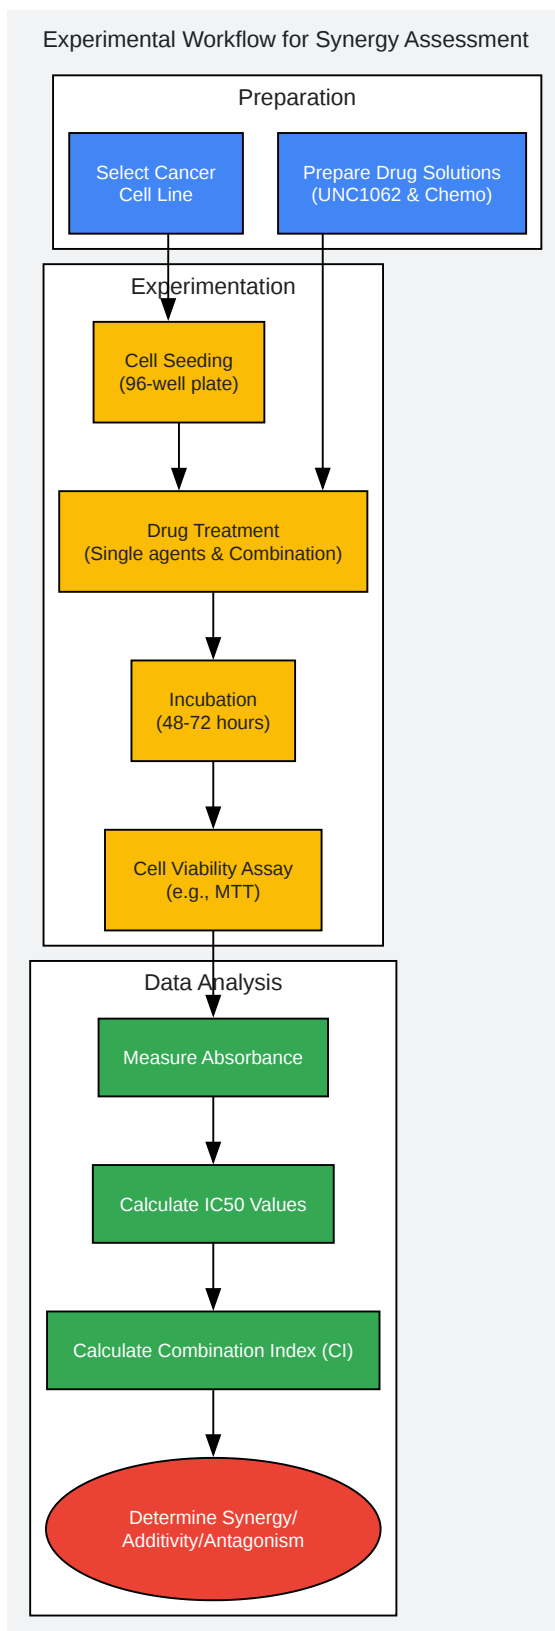 Experimental Workflow for Synergy Assessment
Preparation
Select Cancer
Cell Line
Prepare Drug Solutions
(UNC1062 & Chemo)
Experimentation
Cell Seeding
(96-well plate)
Drug Treatment
(Single agents & Combination)
Incubation
(48-72 hours)
Cell Viability Assay
(e.g., MTT)
Data Analysis
Measure Absorbance
Calculate IC50 Values
Calculate Combination Index (CI)
Determine Synergy/
Additivity/Antagonism